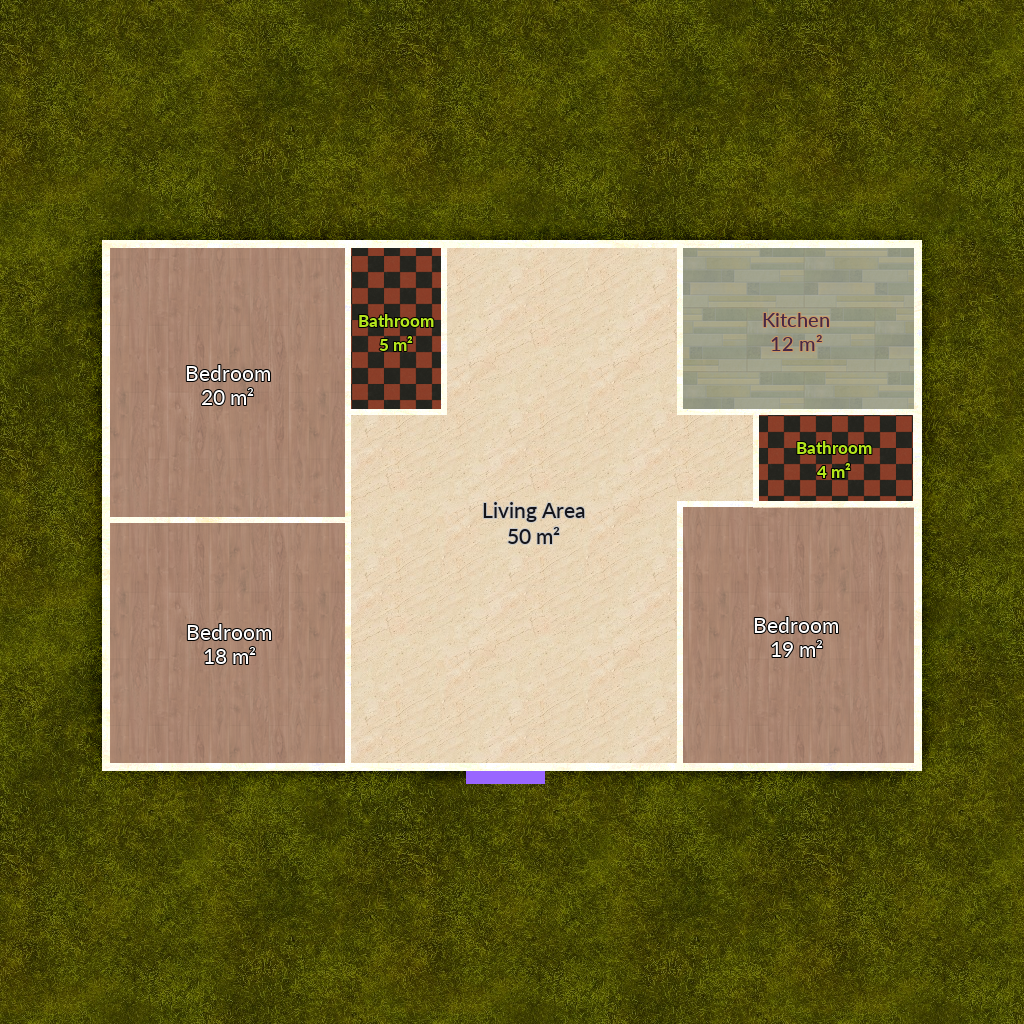 Bathroom
5 m²
Kitchen
12 m²
Bedroom
20 m²
Bathroom
4 m²
Living Area
50 m²
Bedroom
18 m²
Bedroom
19 m²